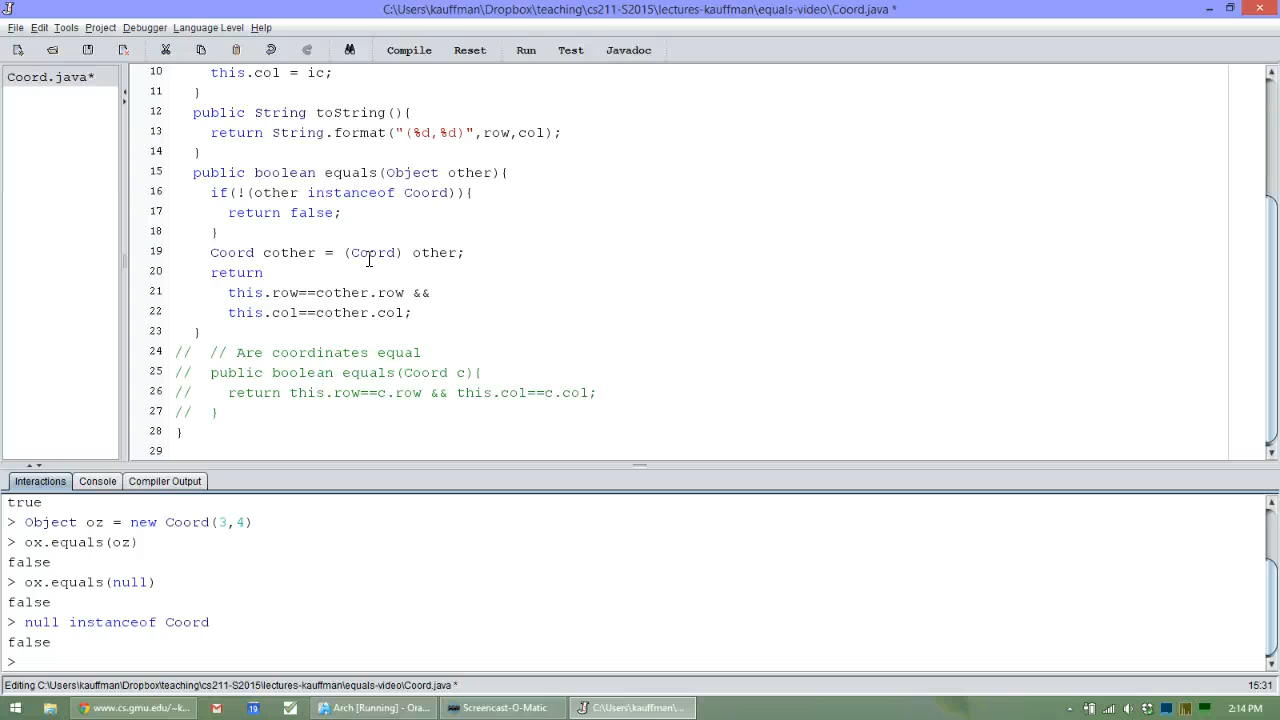 C:\Users\kauffman\Dropbox\teaching\cs211-S2015\lectures-kauffman\equals-video\Coord.java *
File Edit Tools Project Debugger Language Level Help
Compile Reset Run Test Javadoc
Coord.java*
10 this.col = ic;
11 }
12 public String toString(){
13 return String.format("(%d,%d)",row,col);
14 }
15 public boolean equals(Object other){
16 if(!(other instanceof Coord)){
17 return false;
18 }
19 Coord cother = (Coord) other;
20 return
21 this.row==cother.row &&
22 this.col==cother.col;
23 }
24 // // Are coordinates equal
25 // public boolean equals(Coord c){
26 // return this.row==c.row && this.col==c.col;
27 // }
28 }
29
Interactions Console Compiler Output
true
> Object oz = new Coord(3,4)
> ox.equals(oz)
false
> ox.equals(null)
false
> null instanceof Coord
false
>
Editing C:\Users\kauffman\Dropbox\teaching\cs211-S2015\lectures-kauffman\equals-video\Coord.java * 15:31
www.cs.gmu.edu/~k... 19 Arch [Running] - Ora... Screencast-O-Matic C:\Users\kauffman\... 2:14 PM